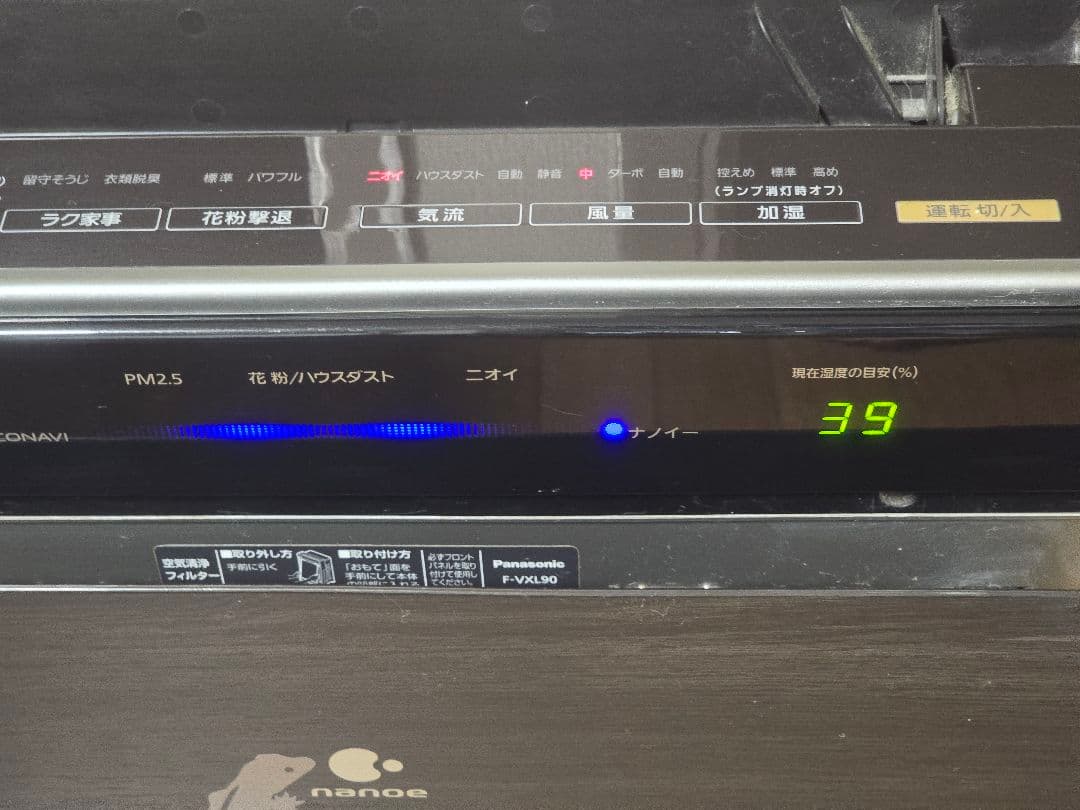 留守そうじ 衣類脱臭 標準 パワフル ニオイ ハウスダスト 自動 静音 中 ターボ 自動 控えめ 標準 高め
(ランプ消灯時オフ)
ラク家事 花粉撃退 気流 風量 加湿 運転 切/入
PM2.5 花粉/ハウスダスト ニオイ 現在湿度の目安(%)
CONAVI ナノイー 39
空気清浄
フィルター
■取り外し方
手前に引く
■取り付け方
「おもて」面を
手前にして本体
必ずフロント
パネルを取り
付けて使用し
てください。
Panasonic
F-VXL90
nanoe